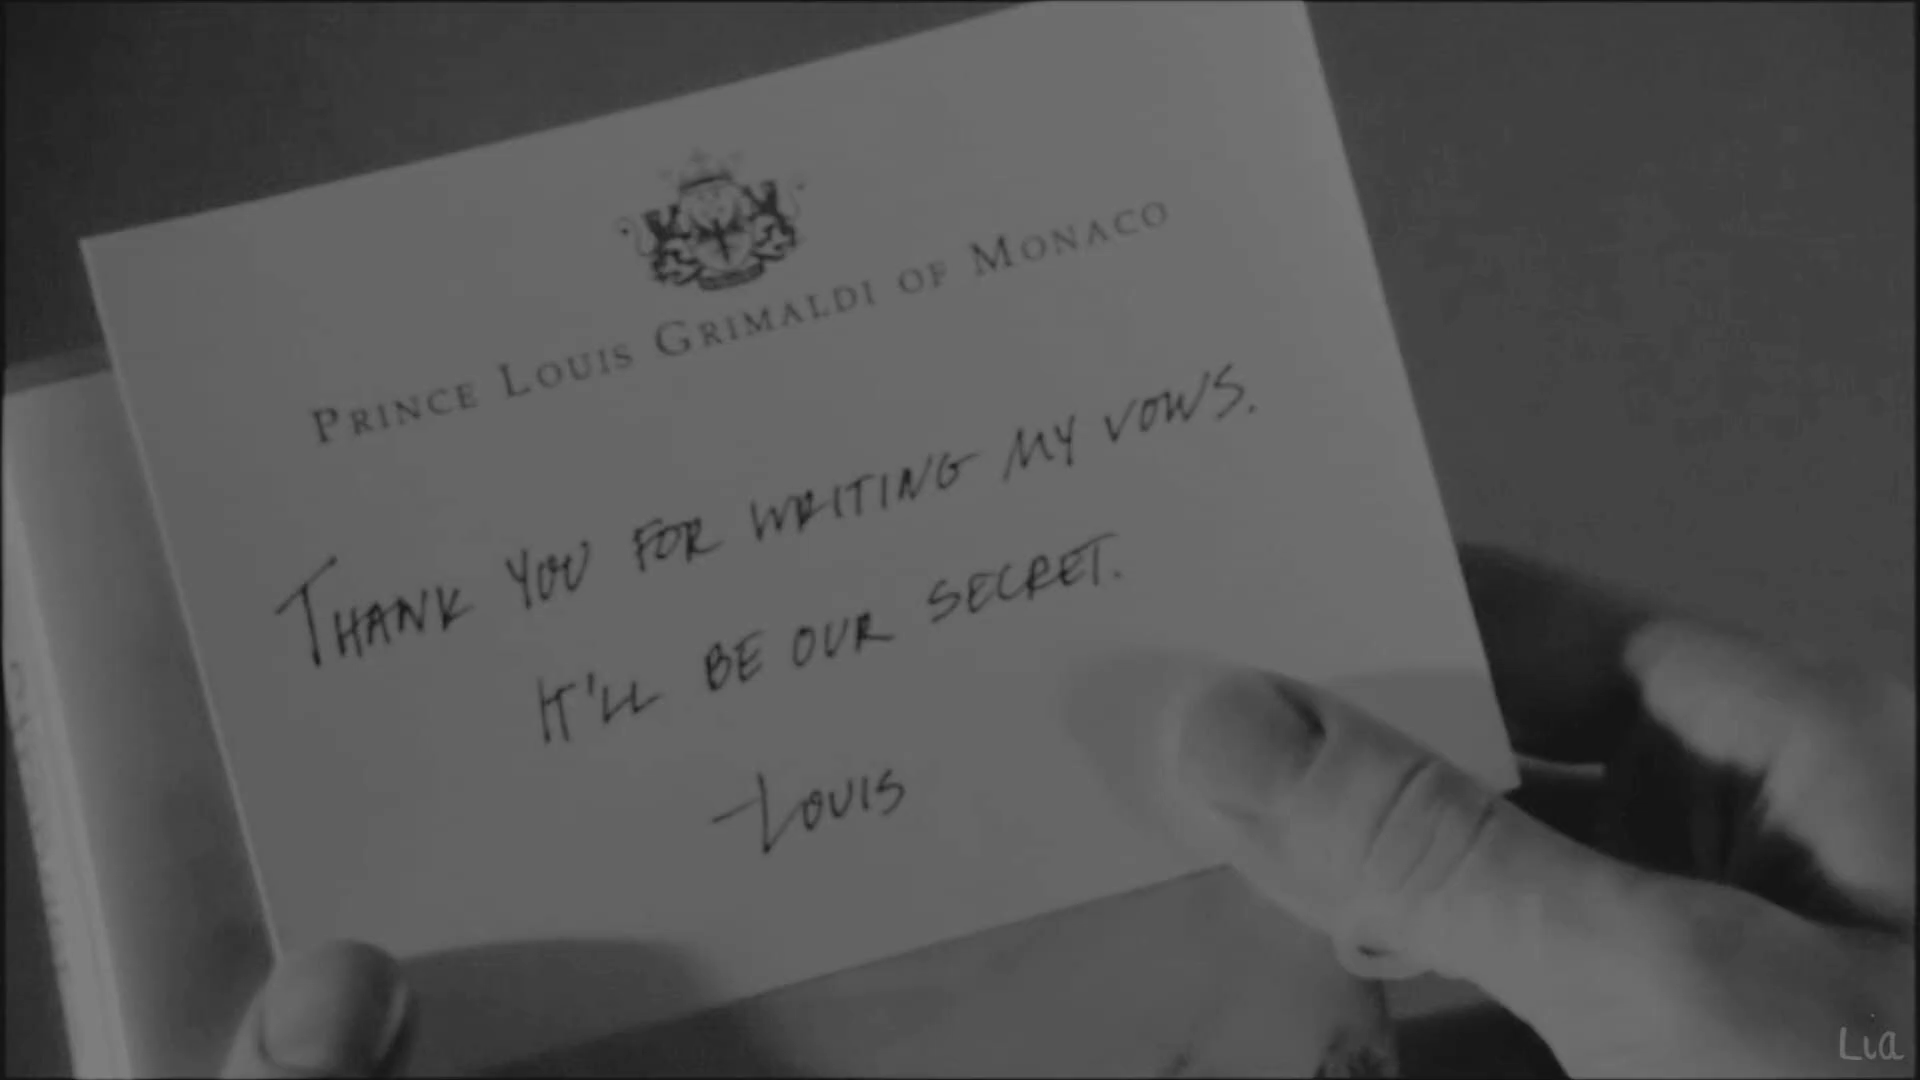 PRINCE LOUIS GRIMALDI OF MONACO
THANK YOU FOR WRITING MY VOWS.
IT'LL BE OUR SECRET.
-LOUIS
Lia